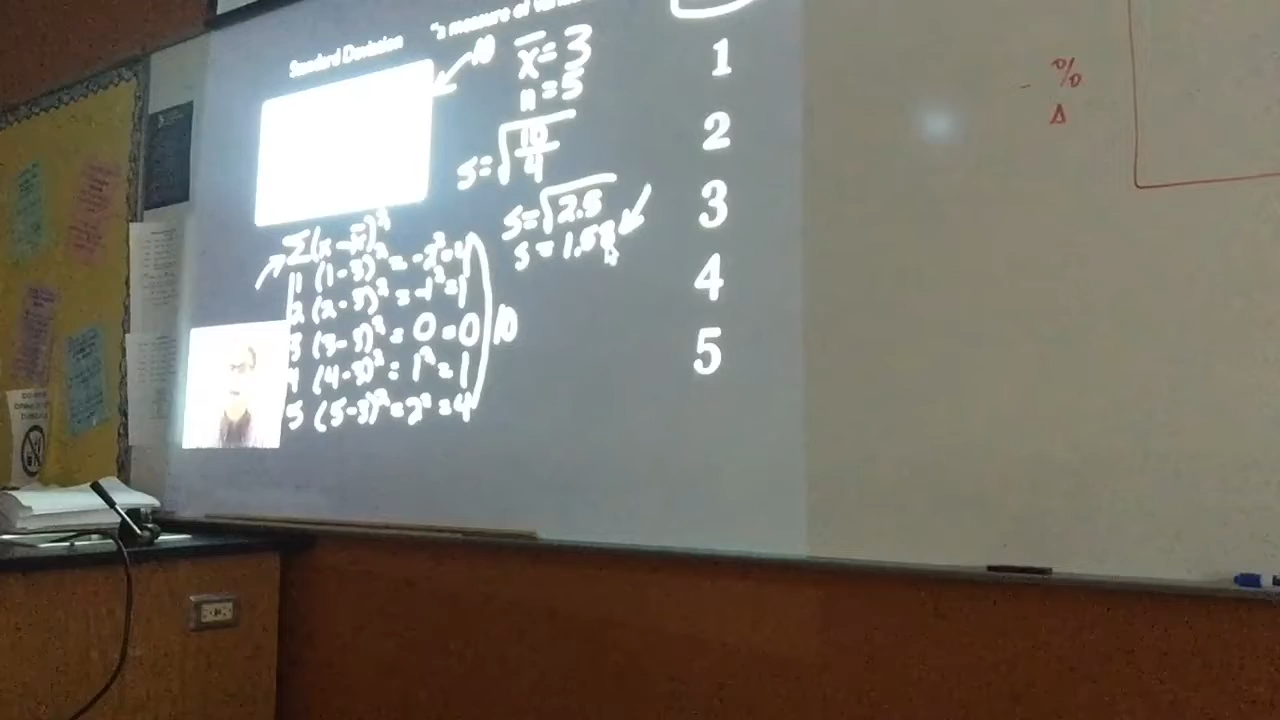 Standard Deviation
"a measure of
10
x̄=3
n=5
s=√10/4
s=√2.5
s=1.58
Σ(x-x̄)²
1 (1-3)² = -2²=4
2 (2-3)² = -1²=1
3 (3-3)² = 0 =0
4 (4-3)² = 1² = 1
5 (5-3)² = 2² = 4
10
1
2
3
4
5
- %
Δ